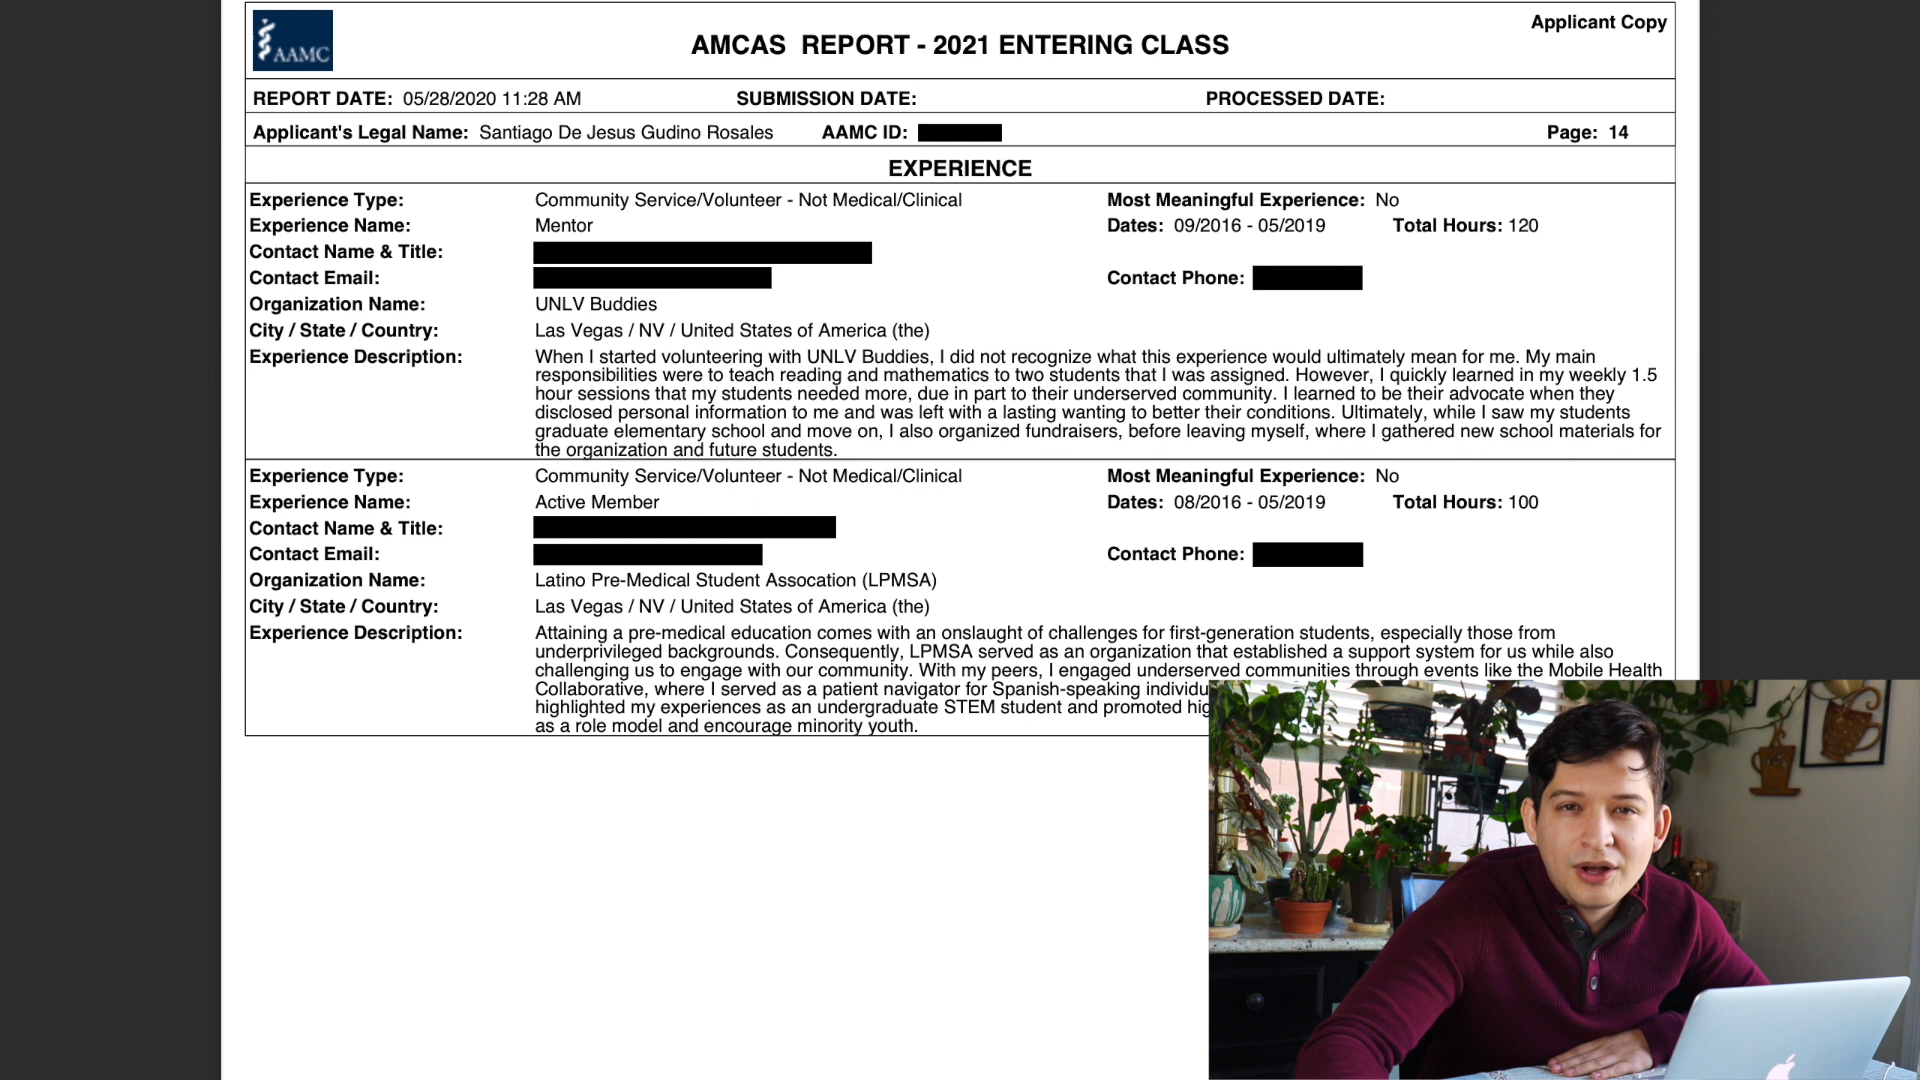 AAMC
AMCAS REPORT - 2021 ENTERING CLASS
Applicant Copy
REPORT DATE: 05/28/2020 11:28 AM SUBMISSION DATE: PROCESSED DATE:
Applicant's Legal Name: Santiago De Jesus Gudino Rosales AAMC ID: Page: 14
EXPERIENCE
Experience Type: Community Service/Volunteer - Not Medical/Clinical Most Meaningful Experience: No
Experience Name: Mentor Dates: 09/2016 - 05/2019 Total Hours: 120
Contact Name & Title:
Contact Email: Contact Phone:
Organization Name: UNLV Buddies
City / State / Country: Las Vegas / NV / United States of America (the)
Experience Description: When I started volunteering with UNLV Buddies, I did not recognize what this experience would ultimately mean for me. My main
responsibilities were to teach reading and mathematics to two students that I was assigned. However, I quickly learned in my weekly 1.5
hour sessions that my students needed more, due in part to their underserved community. I learned to be their advocate when they
disclosed personal information to me and was left with a lasting wanting to better their conditions. Ultimately, while I saw my students
graduate elementary school and move on, I also organized fundraisers, before leaving myself, where I gathered new school materials for
the organization and future students.
Experience Type: Community Service/Volunteer - Not Medical/Clinical Most Meaningful Experience: No
Experience Name: Active Member Dates: 08/2016 - 05/2019 Total Hours: 100
Contact Name & Title:
Contact Email: Contact Phone:
Organization Name: Latino Pre-Medical Student Assocation (LPMSA)
City / State / Country: Las Vegas / NV / United States of America (the)
Experience Description: Attaining a pre-medical education comes with an onslaught of challenges for first-generation students, especially those from
underprivileged backgrounds. Consequently, LPMSA served as an organization that established a support system for us while also
challenging us to engage with our community. With my peers, I engaged underserved communities through events like the Mobile Health
Collaborative, where I served as a patient navigator for Spanish-speaking
highlighted my experiences as an undergraduate STEM student and promoted
as a role model and encourage minority youth.